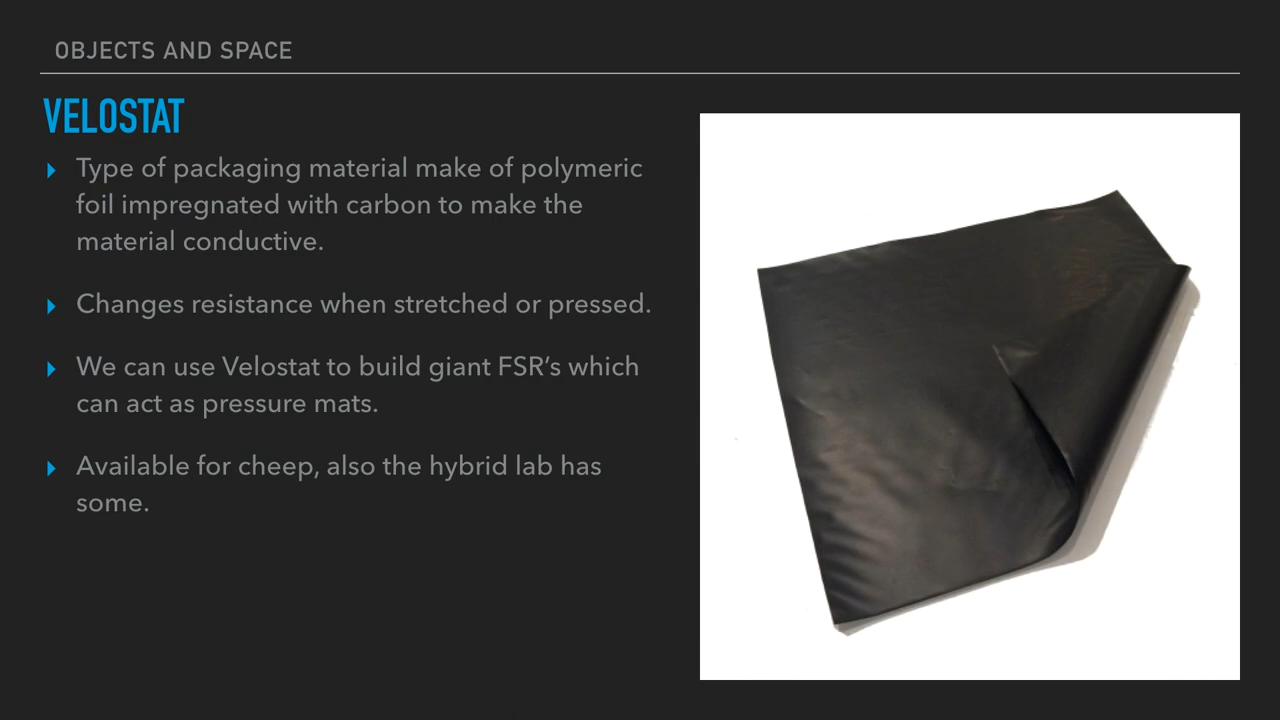 OBJECTS AND SPACE
VELOSTAT
Type of packaging material make of polymeric
foil impregnated with carbon to make the
material conductive.
Changes resistance when stretched or pressed.
We can use Velostat to build giant FSR’s which
can act as pressure mats.
Available for cheep, also the hybrid lab has
some.